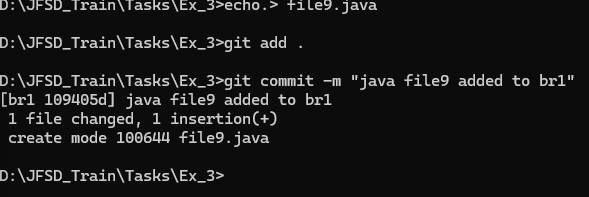 D:\JFSD_Train\Tasks\Ex_3>echo.> file9.java
D:\JFSD_Train\Tasks\Ex_3>git add .
D:\JFSD_Train\Tasks\Ex_3>git commit -m "java file9 added to br1"
[br1 109405d] java file9 added to br1
 1 file changed, 1 insertion(+)
 create mode 100644 file9.java
D:\JFSD_Train\Tasks\Ex_3>